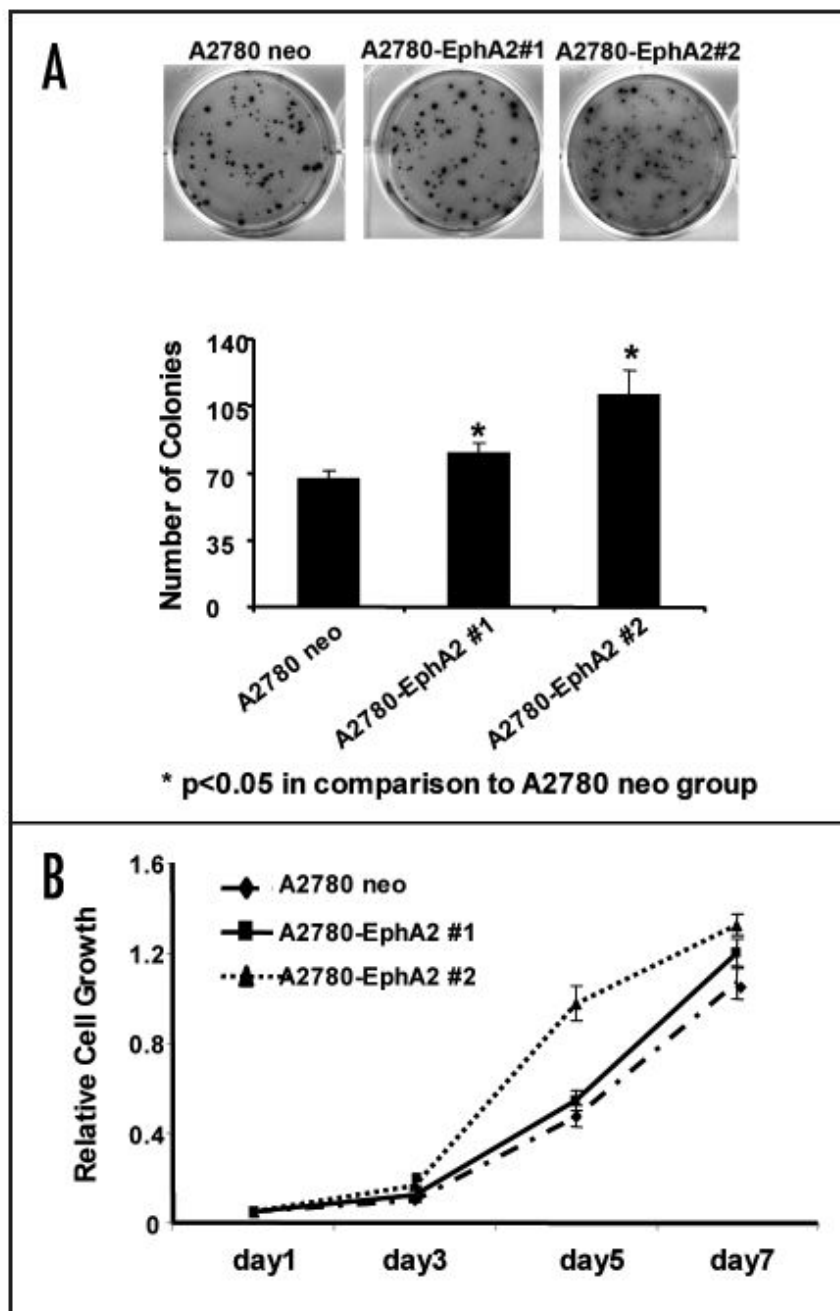 A
A2780 neo
A2780-EphA2#1
A2780-EphA2#2
Number of Colonies
140
105
70
35
0
*
*
A2780 neo
A2780-EphA2 #1
A2780-EphA2 #2
* p<0.05 in comparison to A2780 neo group
B
Relative Cell Growth
1.6
1.2
0.8
0.4
0
A2780 neo
A2780-EphA2 #1
A2780-EphA2 #2
day1
day3
day5
day7